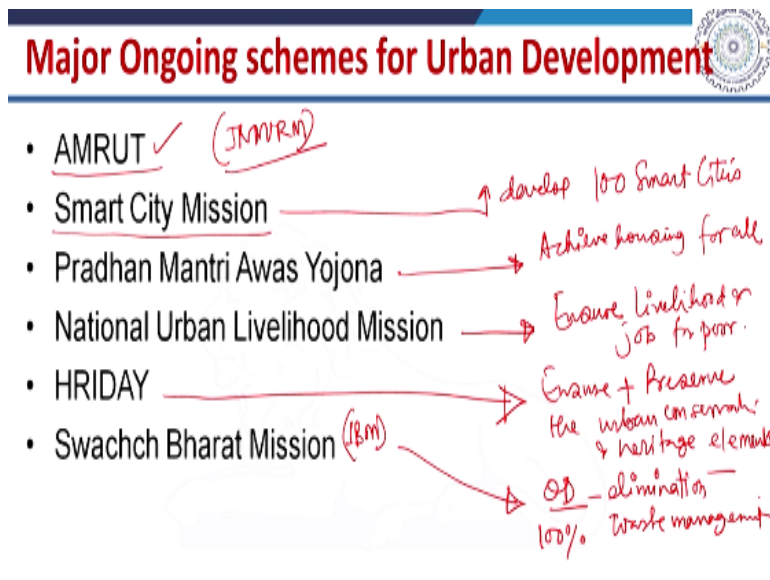 Major Ongoing schemes for Urban Development
• AMRUT ✓ (JNNURM)
• Smart City Mission
develop 100 Smart Cities
• Pradhan Mantri Awas Yojona
Achieve housing for all
• National Urban Livelihood Mission
Ensure Livelihood or
job for poor.
• HRIDAY
Ensure + Preserve
the urban conservati.
& heritage elements
• Swachch Bharat Mission (SBM)
OD - elimination
100% Waste management